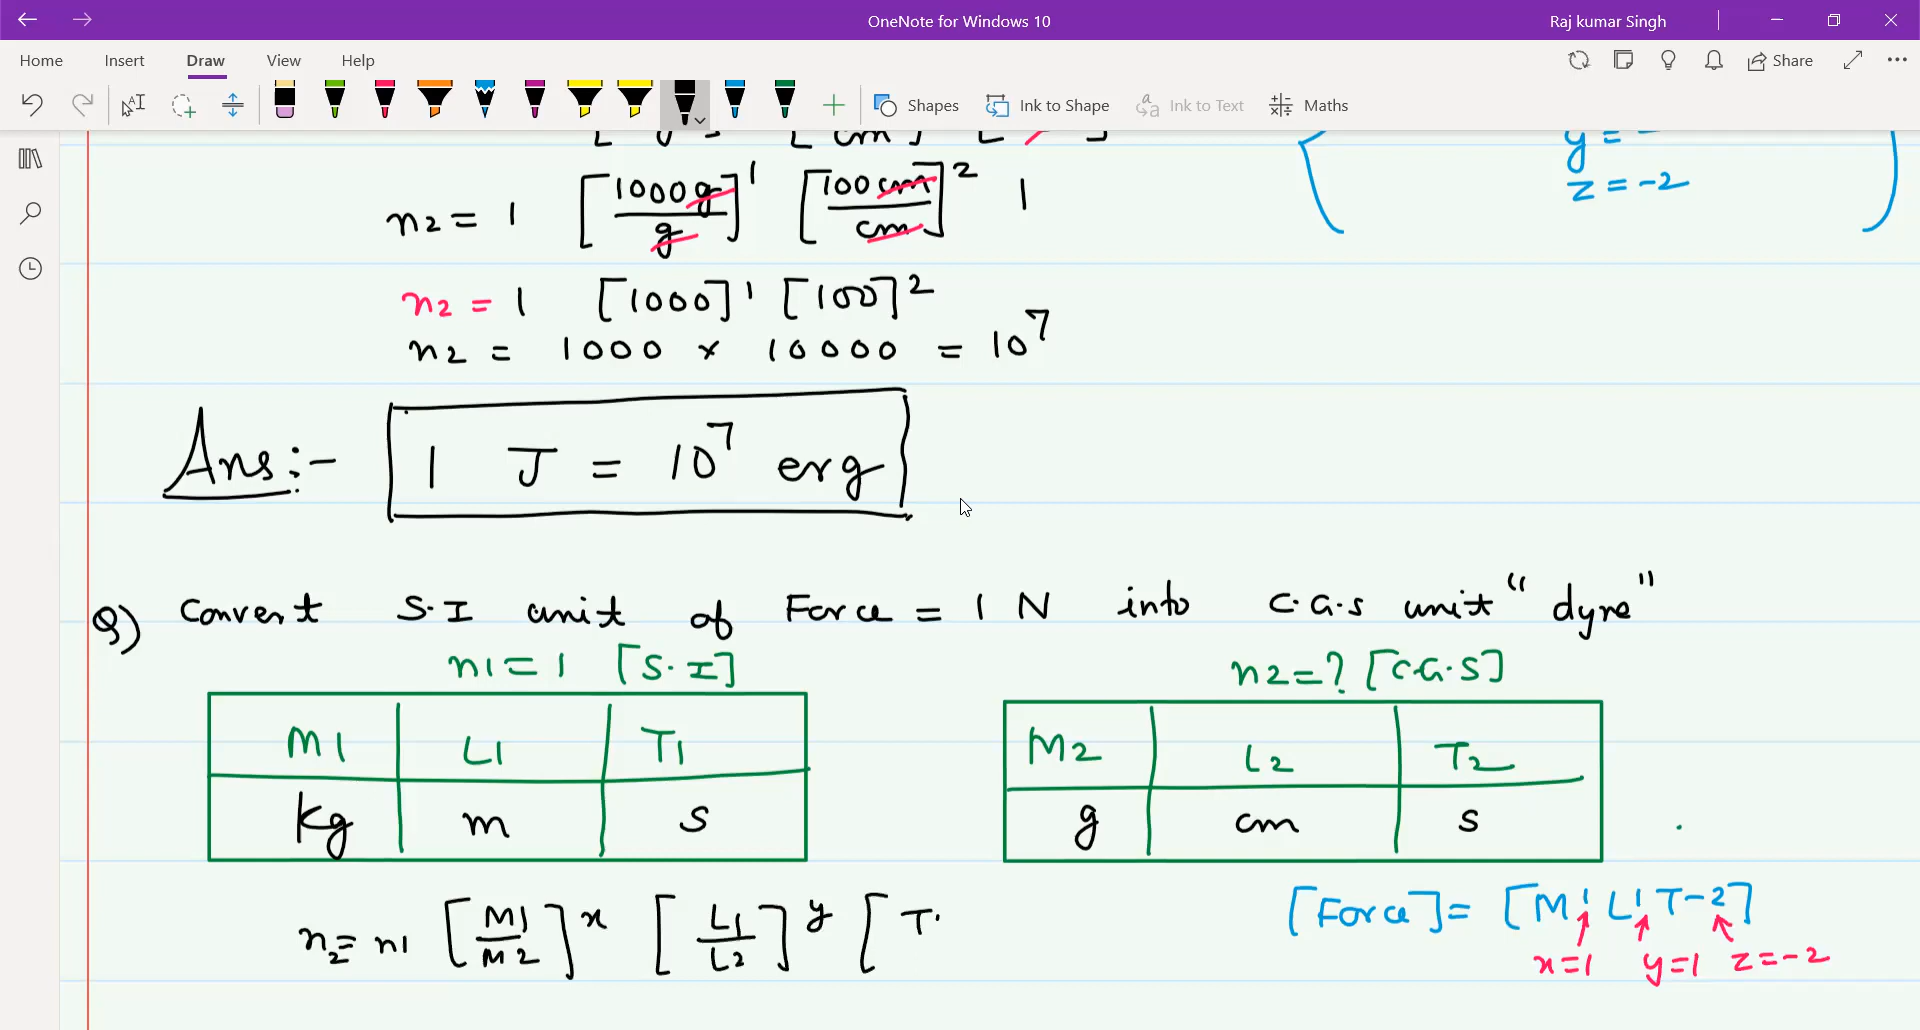 OneNote for Windows 10
Raj kumar Singh
Home Insert Draw View Help
Share
Shapes Ink to Shape Ink to Text Maths
[cm]
y =
z = -2
n2 = 1 [1000g/g]^1 [100cm/cm]^2 1
n2 = 1 [1000]^1 [100]^2
n2 = 1000 x 10000 = 10^7
Ans:- 1 J = 10^7 erg
Q) Convert S.I unit of Force = 1 N into C.G.S unit "dyne"
n1 = 1 [S.I]
n2 = ? [C.G.S]
M1 L1 T1
kg m s
M2 L2 T2
g cm s
n2 = n1 [M1/M2]^x [L1/L2]^y [T
[Force] = [M1 L1 T-2]
x=1 y=1 z=-2